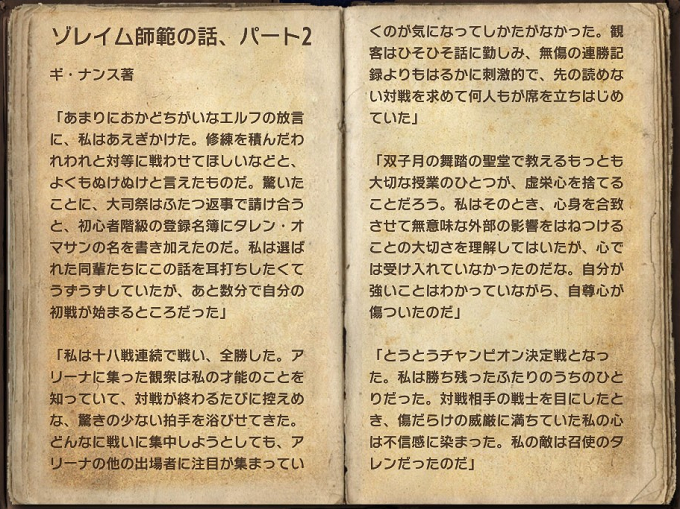 ゾレイム師範の話、パート2
ギ・ナンス著
「あまりにおかどちがいなエルフの放言
に、私はあえぎかけた。修練を積んだわ
れわれと対等に戦わせてほしいなどと、
よくもぬけぬけと言えたものだ。驚いた
ことに、大司祭はふたつ返事で請け合う
と、初心者階級の登録名簿にタレン・オ
マサンの名を書き加えたのだ。私は選ば
れた同輩たちにこの話を耳打ちしたくて
うずうずしていたが、あと数分で自分の
初戦が始まるところだった」
「私は十八戦連続で戦い、全勝した。ア
リーナに集った観衆は私の才能のことを
知っていて、対戦が終わるたびに控えめ
な、驚きの少ない拍手を浴びせてきた。
どんなに戦いに集中しようとしても、ア
リーナの他の出場者に注目が集まってい
くのが気になってしかたがなかった。観
客はひそひそ話に勤しみ、無傷の連勝記
録よりもはるかに刺激的で、先の読めな
い対戦を求めて何人もが席を立ちはじめ
ていた」
「双子月の舞踏の聖堂で教えるもっとも
大切な授業のひとつが、虚栄心を捨てる
ことだろう。私はそのとき、心身を合致
させて無意味な外部の影響をはねつける
ことの大切さを理解してはいたが、心で
は受け入れていなかったのだな。自分が
強いことはわかっていながら、自尊心が
傷ついたのだ」
「とうとうチャンピオン決定戦となっ
た。私は勝ち残ったふたりのうちのひと
りだった。対戦相手の戦士を目にしたと
き、傷だらけの威厳に満ちていた私の心
は不信感に染まった。私の敵は召使のタ
レンだったのだ」